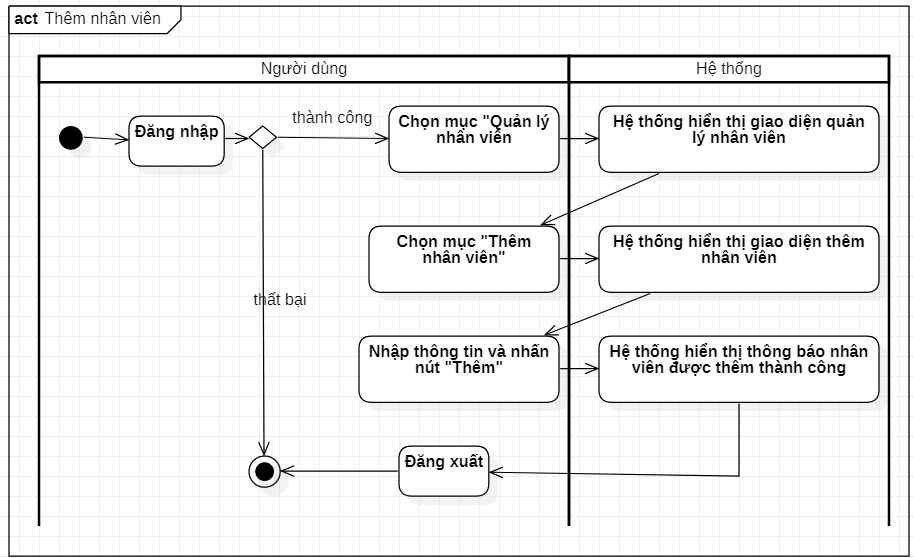 act Thêm nhân viên
Người dùng
Hệ thống
Đăng nhập
thành công
Chọn mục "Quản lý
nhân viên
Hệ thống hiển thị giao diện quản
lý nhân viên
Chọn mục "Thêm
nhân viên"
Hệ thống hiển thị giao diện thêm
nhân viên
thất bại
Nhập thông tin và nhấn
nút "Thêm"
Hệ thống hiển thị thông báo nhân
viên được thêm thành công
Đăng xuất